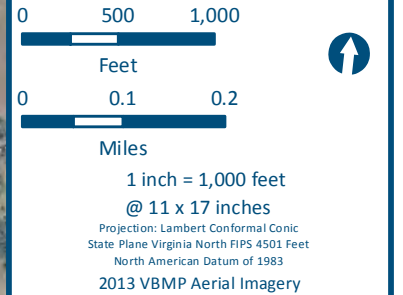 0 500 1,000
Feet
0 0.1 0.2
Miles
1 inch = 1,000 feet
@ 11 x 17 inches
Projection: Lambert Conformal Conic
State Plane Virginia North FIPS 4501 Feet
North American Datum of 1983
2013 VBMP Aerial Imagery